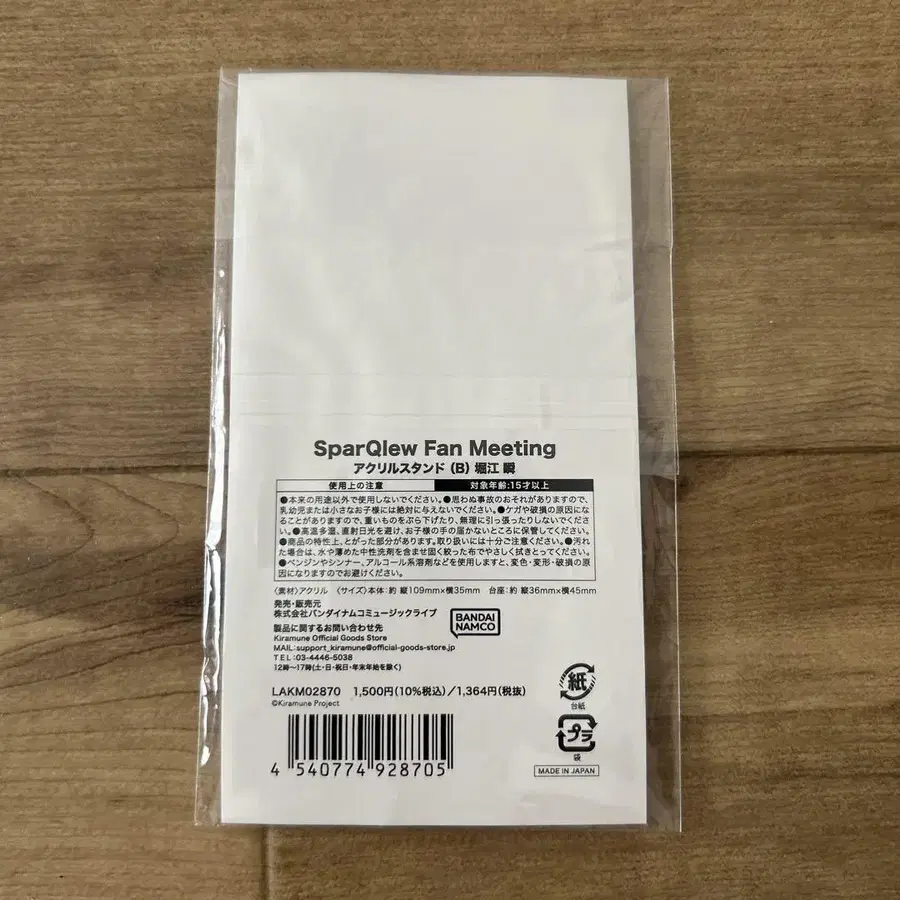 SparQlew Fan Meeting
アクリルスタンド (B) 堀江 瞬
使用上の注意 対象年齢:15才以上
●本来の用途以外で使用しないでください。●思わぬ事故のおそれがありますので、
乳幼児または小さなお子様には絶対に与えないでください。●ケガや破損の原因にな
ることがありますので、重いものをぶら下げたり、無理に引っ張ったりしないでくださ
い。●高温多湿、直射日光を避け、お子様の手の届かないところに保管してください。
●商品の特性上、とがった部分があります。取り扱いには十分ご注意ください。●汚れ
た場合は、水や薄めた中性洗剤を含ませ固く絞った布でやさしく拭きとってください。
●ベンジンやシンナー、アルコール系溶剤などを使用しますと、変色・変形・破損の原
因になりますのでお避けください。
〈素材〉アクリル 〈サイズ〉本体:約 縦109mm×横35mm 台座:約 縦36mm×横45mm
発売・販売元
株式会社バンダイナムコミュージックライブ
BANDAI
NAMCO
製品に関するお問い合わせ先
Kiramune Official Goods Store
MAIL:support_kiramune@official-goods-store.jp
TEL:03-4446-5038
12時~17時(土・日・祝日・年末年始を除く)
LAKM02870 1,500円(10%税込)/1,364円(税抜)
©Kiramune Project
紙
台紙
プラ
袋
4 540774 928705
MADE IN JAPAN